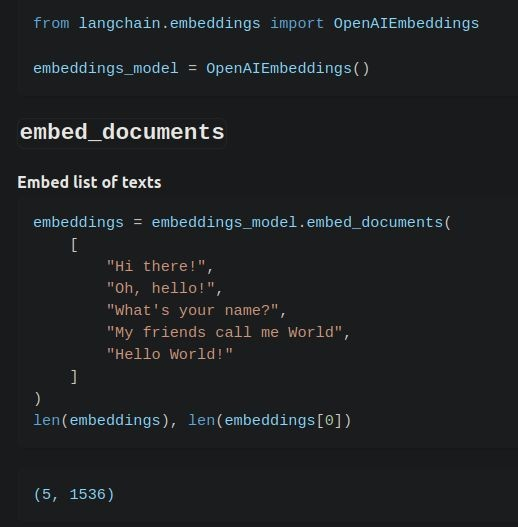 from langchain.embeddings import OpenAIEmbeddings
embeddings_model = OpenAIEmbeddings()
embed_documents
Embed list of texts
embeddings = embeddings_model.embed_documents(
    [
        "Hi there!",
        "Oh, hello!",
        "What's your name?",
        "My friends call me World",
        "Hello World!"
    ]
)
len(embeddings), len(embeddings[0])
(5, 1536)